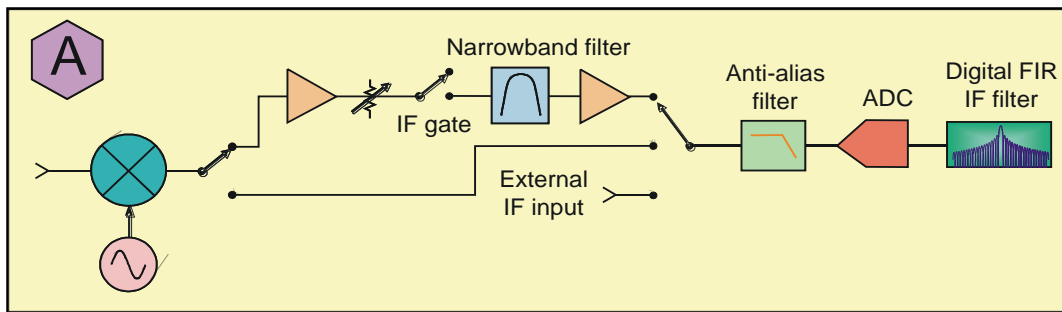 A
Narrowband filter
IF gate
External
IF input
Anti-alias
filter
ADC
Digital FIR
IF filter